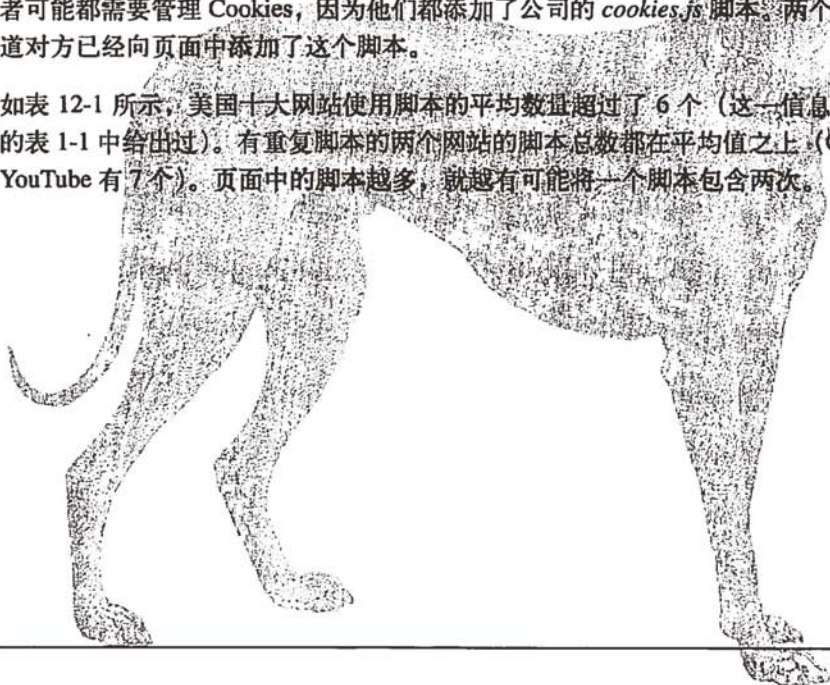 者可能都需要管理 Cookies，因为他们都添加了公司的 cookies.js 脚本。两个
道对方已经向页面中添加了这个脚本。
如表 12-1 所示，美国十大网站使用脚本的平均数量超过了 6 个（这一信息
的表 1-1 中给出过）。有重复脚本的两个网站的脚本总数都在平均值之上（
YouTube 有 7 个）。页面中的脚本越多，就越有可能将一个脚本包含两次。